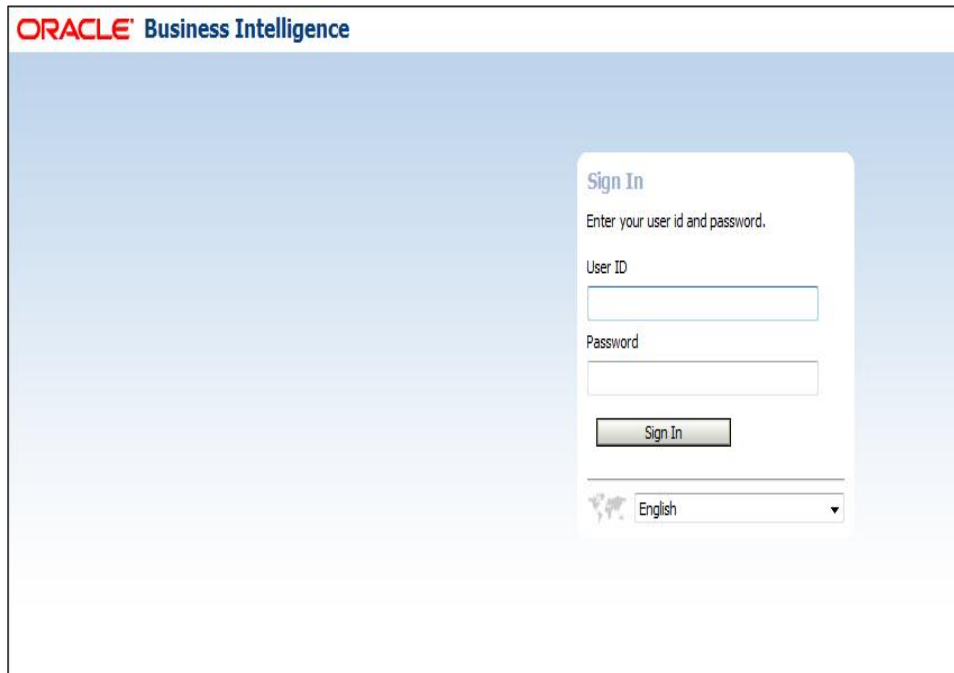 ORACLE Business Intelligence
Sign In
Enter your user id and password.
User ID
Password
Sign In
English